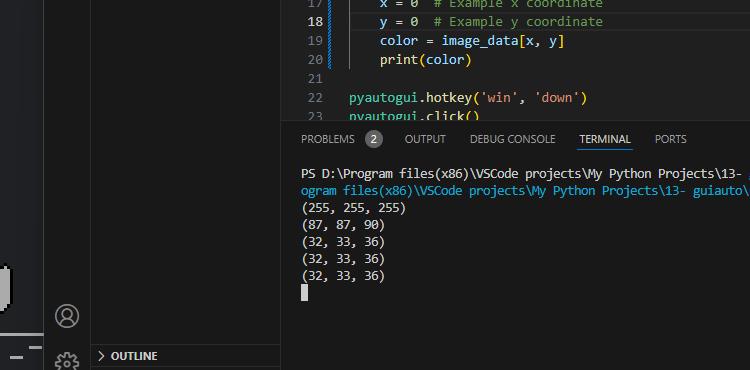 17 x = 0 # Example x coordinate
18 y = 0 # Example y coordinate
19 color = image_data[x, y]
20 print(color)
21
22 pyautogui.hotkey('win', 'down')
23 pyautogui.click()
PROBLEMS 2 OUTPUT DEBUG CONSOLE TERMINAL PORTS
PS D:\Program files(x86)\VSCode projects\My Python Projects\13-
ogram files(x86)\VSCode projects\My Python Projects\13- guiauto\
(255, 255, 255)
(87, 87, 90)
(32, 33, 36)
(32, 33, 36)
(32, 33, 36)
OUTLINE